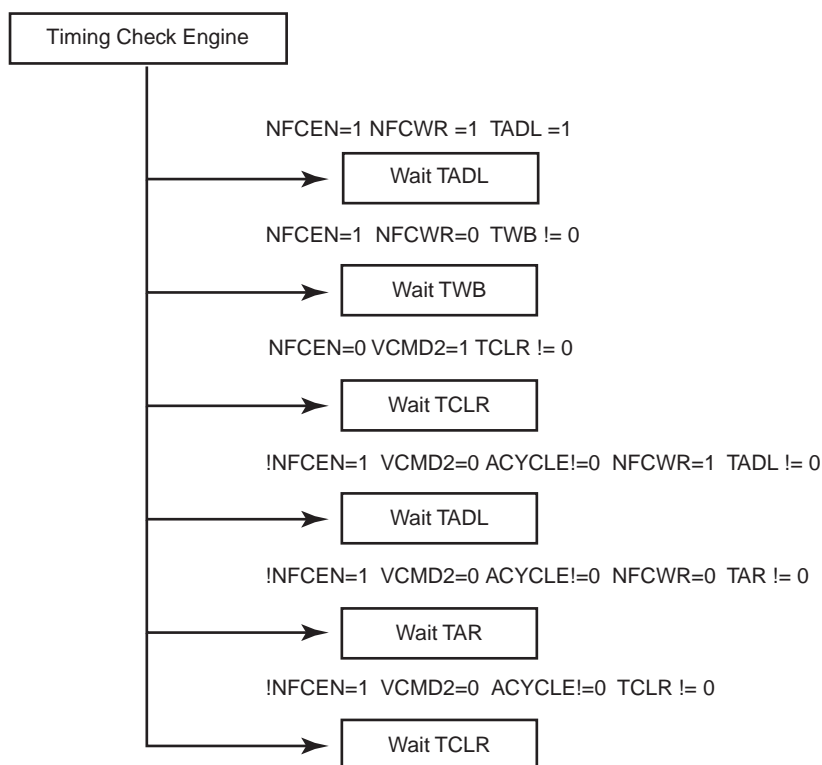 Timing Check Engine
NFCEN=1 NFCWR =1 TADL =1
Wait TADL
NFCEN=1 NFCWR=0 TWB != 0
Wait TWB
NFCEN=0 VCMD2=1 TCLR != 0
Wait TCLR
!NFCEN=1 VCMD2=0 ACYCLE!=0 NFCWR=1 TADL != 0
Wait TADL
!NFCEN=1 VCMD2=0 ACYCLE!=0 NFCWR=0 TAR != 0
Wait TAR
!NFCEN=1 VCMD2=0 ACYCLE!=0 TCLR != 0
Wait TCLR